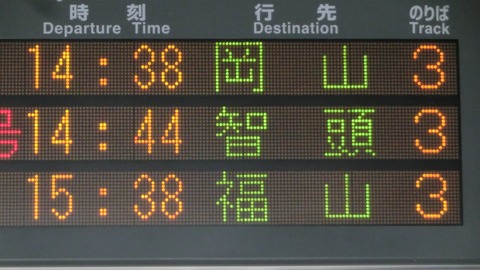 時刻 行先 のりば
Departure Time Destination Track
14:38 岡山 3
号 14:44 智頭 3
15:38 福山 3